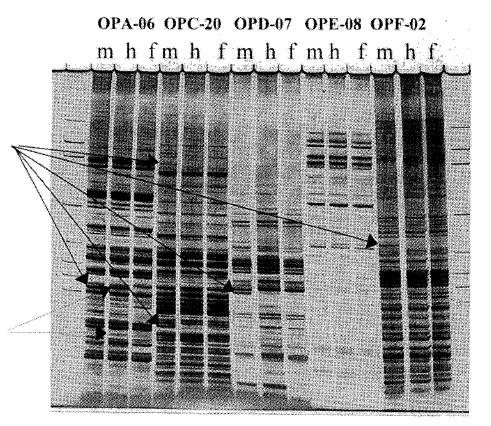 OPA-06 OPC-20 OPD-07 OPE-08 OPF-02
m h f m h f m h f m h f m h f